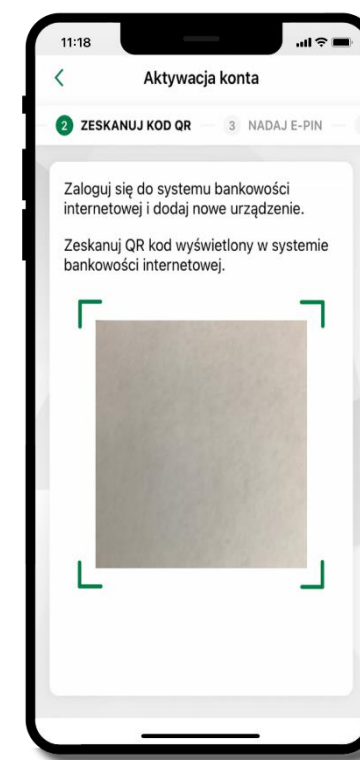 11:18
Aktywacja konta
2 ZESKANUJ KOD QR 3 NADAJ E-PIN
Zaloguj się do systemu bankowości
internetowej i dodaj nowe urządzenie.
Zeskanuj QR kod wyświetlony w systemie
bankowości internetowej.